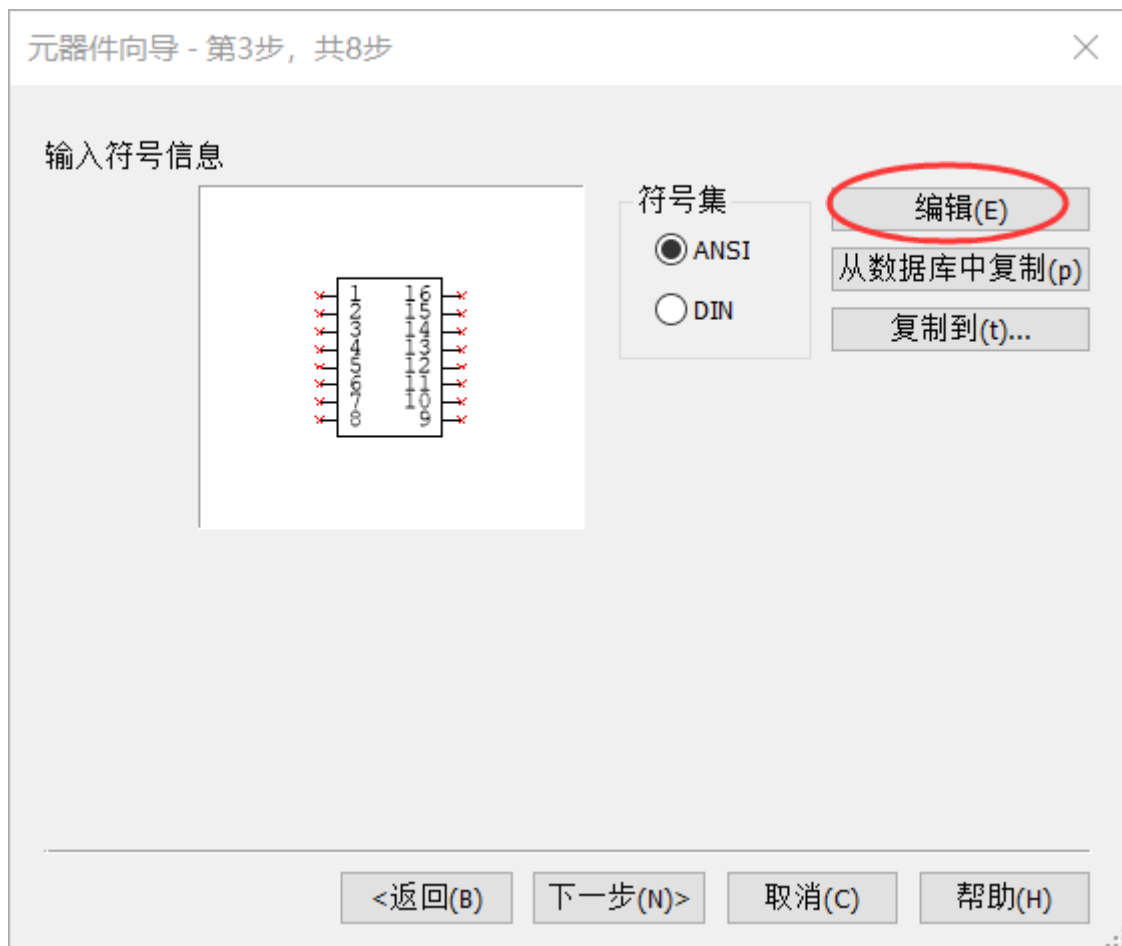 元器件向导 - 第3步，共8步
输入符号信息
1 16
2 15
3 14
4 13
5 12
6 11
7 10
8 9
符号集
ANSI
DIN
编辑(E)
从数据库中复制(p)
复制到(t)...
<返回(B)
下一步(N)>
取消(C)
帮助(H)